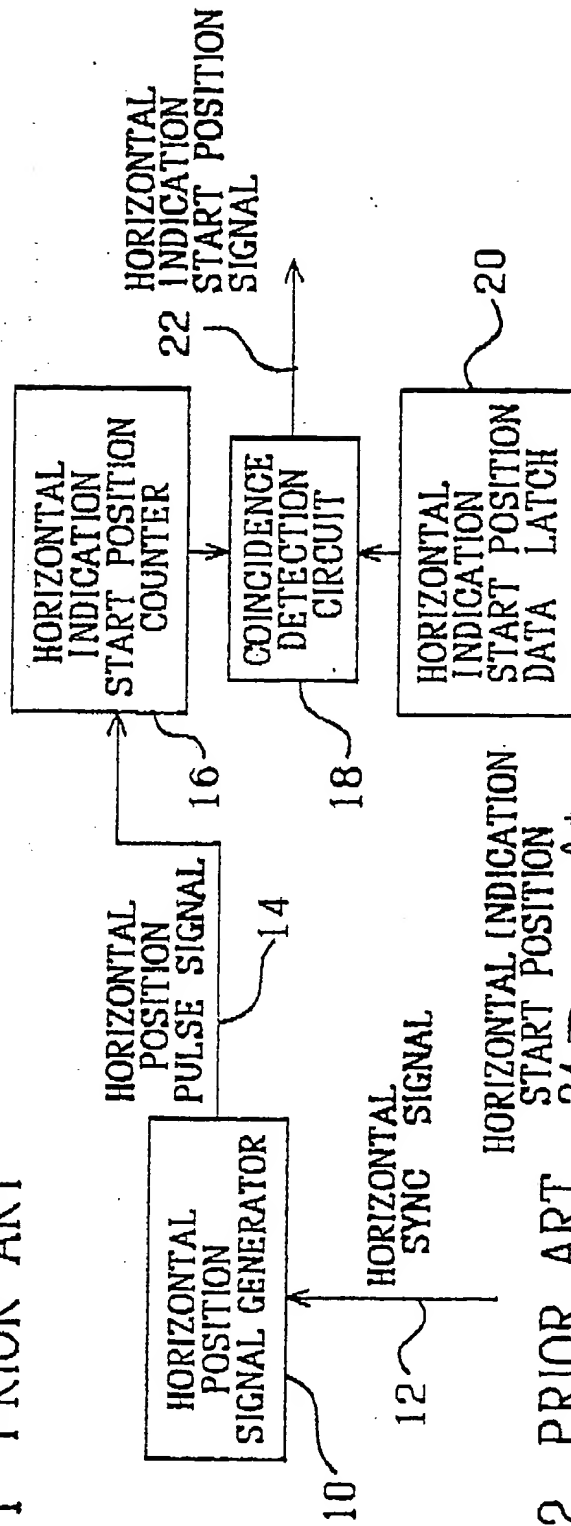 1 PRIOR ART
HORIZONTAL
POSITION
SIGNAL GENERATOR
10
HORIZONTAL
SYNC SIGNAL
12
HORIZONTAL
POSITION
PULSE SIGNAL
14
HORIZONTAL
INDICATION
START POSITION
COUNTER
16
COINCIDENCE
DETECTION
CIRCUIT
18
HORIZONTAL
INDICATION
START POSITION
DATA LATCH
20
HORIZONTAL
INDICATION
START POSITION
SIGNAL
22
2 PRIOR ART
HORIZONTAL INDICATION
START POSITION